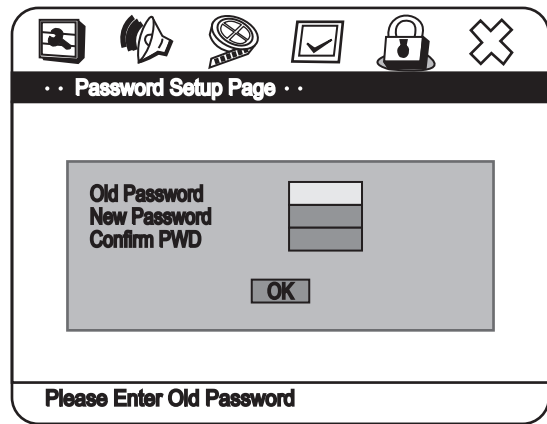 ·· Password Setup Page ··
Old Password
New Password
Confirm PWD
OK
Please Enter Old Password